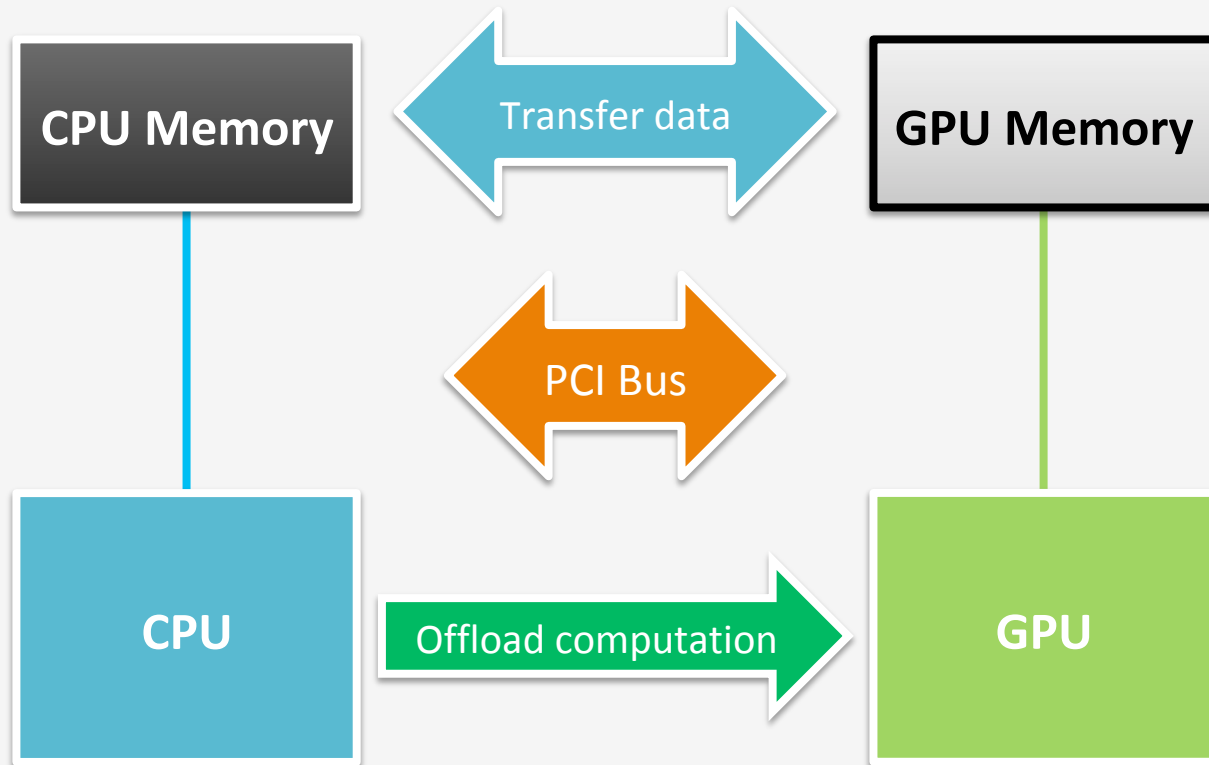 CPU Memory
Transfer data
GPU Memory
PCI Bus
CPU
Offload computation
GPU